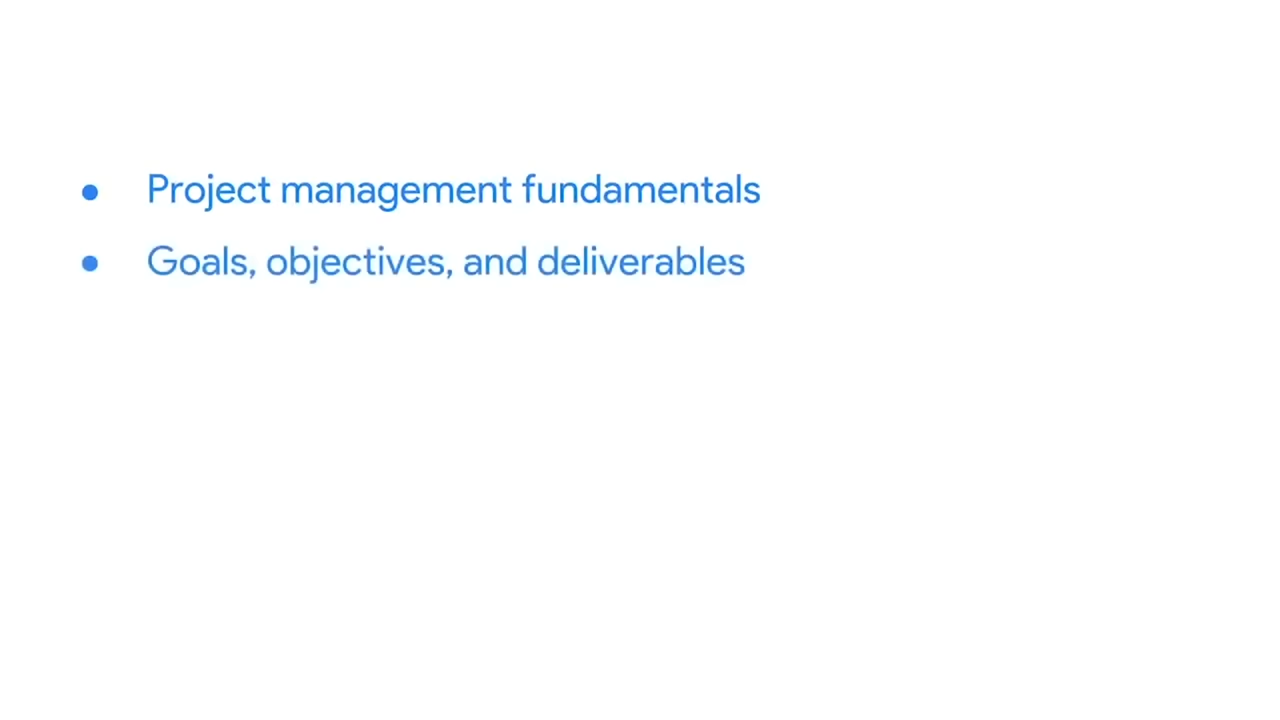 ● Project management fundamentals
● Goals, objectives, and deliverables